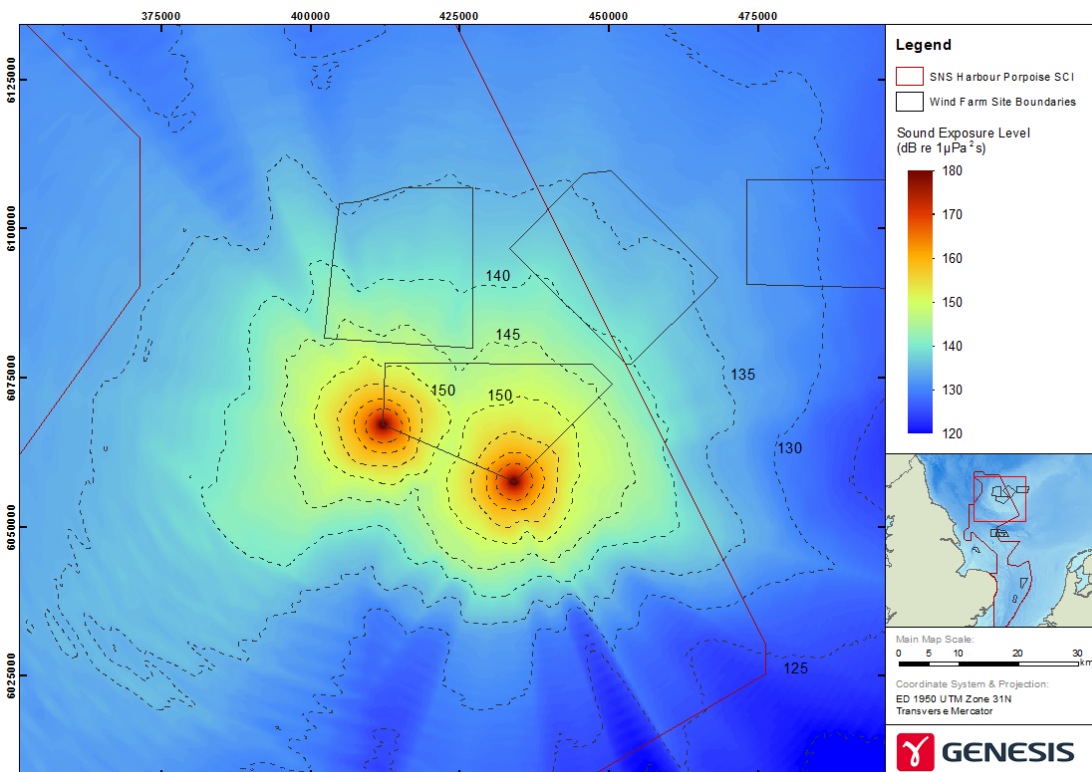 375000 400000 425000 450000 475000
6125000
6100000
6075000
6050000
6025000
140
145
150
150
135
130
125
Legend
SNS Harbour Porpoise SCI
Wind Farm Site Boundaries
Sound Exposure Level
(dB re 1µPa²s)
180
170
160
150
140
130
120
Main Map Scale:
0 5 10 20 30
km
Coordinate System & Projection:
ED 1950 UTM Zone 31N
Transverse Mercator
GENESIS